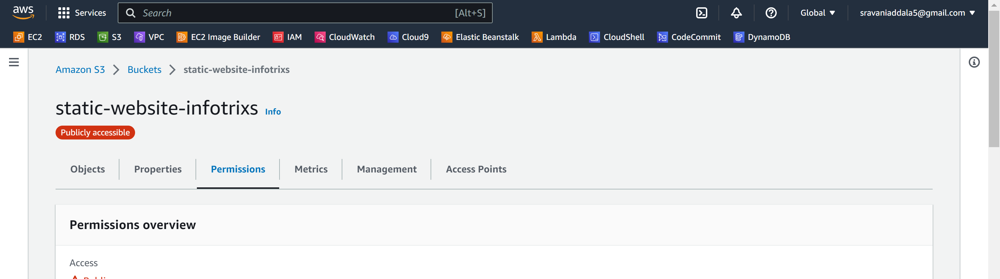 aws Services Search [Alt+S] Global sravaniaddala5@gmail.com
EC2 RDS S3 VPC EC2 Image Builder IAM CloudWatch Cloud9 Elastic Beanstalk Lambda CloudShell CodeCommit DynamoDB
Amazon S3 Buckets static-website-infotrixs
static-website-infotrixs Info
Publicly accessible
Objects Properties Permissions Metrics Management Access Points
Permissions overview
Access